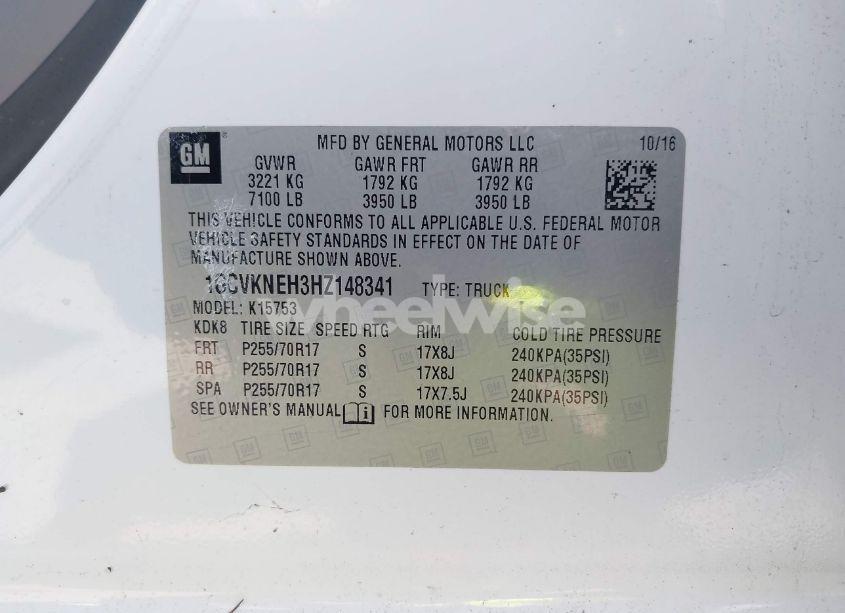 GM ® MFD BY GENERAL MOTORS LLC 10/16
GVWR GAWR FRT GAWR RR
3221 KG 1792 KG 1792 KG
7100 LB 3950 LB 3950 LB
THIS VEHICLE CONFORMS TO ALL APPLICABLE U.S. FEDERAL MOTOR
VEHICLE SAFETY STANDARDS IN EFFECT ON THE DATE OF
MANUFACTURE SHOWN ABOVE.
1GCVKNEH3HZ148341 TYPE: TRUCK
wheelwise
MODEL: K15753
KDK8 TIRE SIZE SPEED RTG RIM COLD TIRE PRESSURE
FRT P255/70R17 S 17X8J 240KPA(35PSI)
RR P255/70R17 S 17X8J 240KPA(35PSI)
SPA P255/70R17 S 17X7.5J 240KPA(35PSI)
SEE OWNER'S MANUAL i FOR MORE INFORMATION.